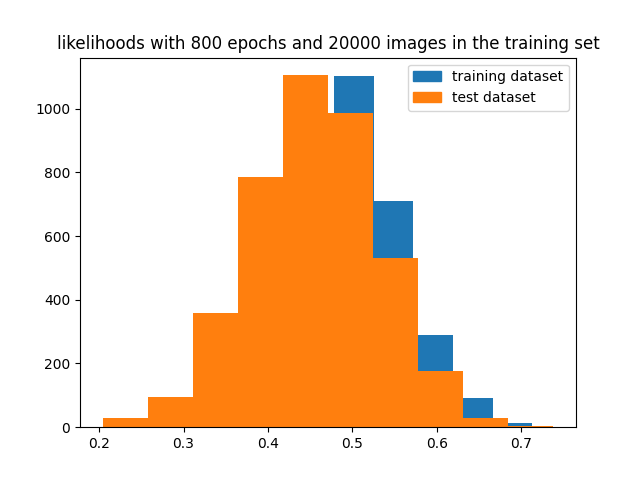 likelihoods with 800 epochs and 20000 images in the training set
training dataset
test dataset
1000
800
600
400
200
0
0.2 0.3 0.4 0.5 0.6 0.7